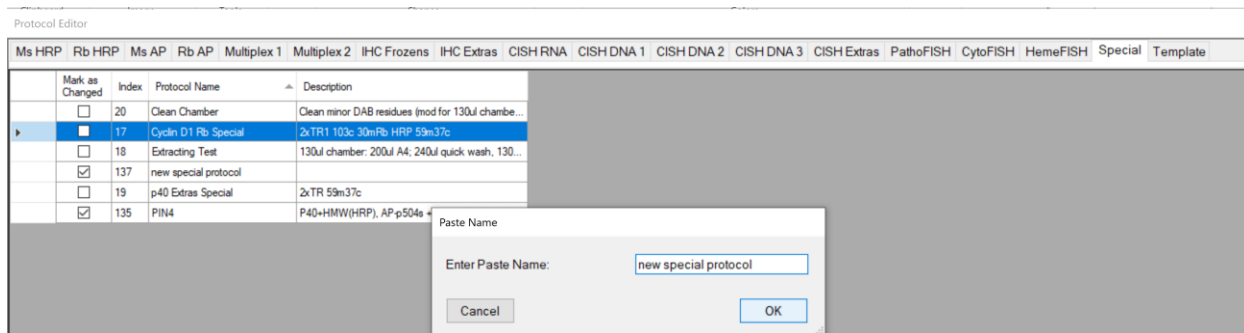 Protocol Editor
Ms HRP Rb HRP Ms AP Rb AP Multiplex 1 Multiplex 2 IHC Frozens IHC Extras CISH RNA CISH DNA 1 CISH DNA 2 CISH DNA 3 CISH Extras PathoFISH CytoFISH HemeFISH Special Template
Mark as Changed Index Protocol Name Description
20 Clean Chamber Clean minor DAB residues (mod for 130ul chambe...
17 Cyclin D1 Rb Special 2xTR1 103c 30mRb HRP 59m37c
18 Extracting Test 130ul chamber: 200ul A4; 240ul quick wash, 130...
137 new special protocol
19 p40 Extras Special 2xTR 59m37c
135 PIN4 P40+HMW(HRP), AP-p504s +
Paste Name
Enter Paste Name: new special protocol
Cancel OK